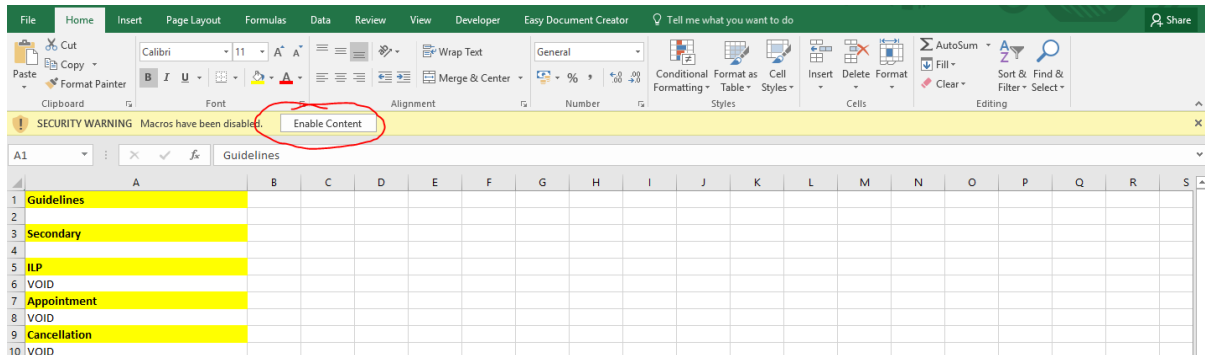 File Home Insert Page Layout Formulas Data Review View Developer Easy Document Creator Tell me what you want to do Share
Cut
Copy
Format Painter
Paste
Clipboard
Calibri 11 A A
B I U A
Font
Wrap Text
Merge & Center
Alignment
General
% , .0 .00 .00 .0
Number
Conditional Formatting
Format as Table
Cell Styles
Styles
Insert Delete Format
Cells
AutoSum
Fill
Clear
Sort & Filter
Find & Select
Editing
! SECURITY WARNING Macros have been disabled. Enable Content
A1 fx Guidelines
A B C D E F G H I J K L M N O P Q R S
1 Guidelines
2
3 Secondary
4
5 ILP
6 VOID
7 Appointment
8 VOID
9 Cancellation
10 VOID